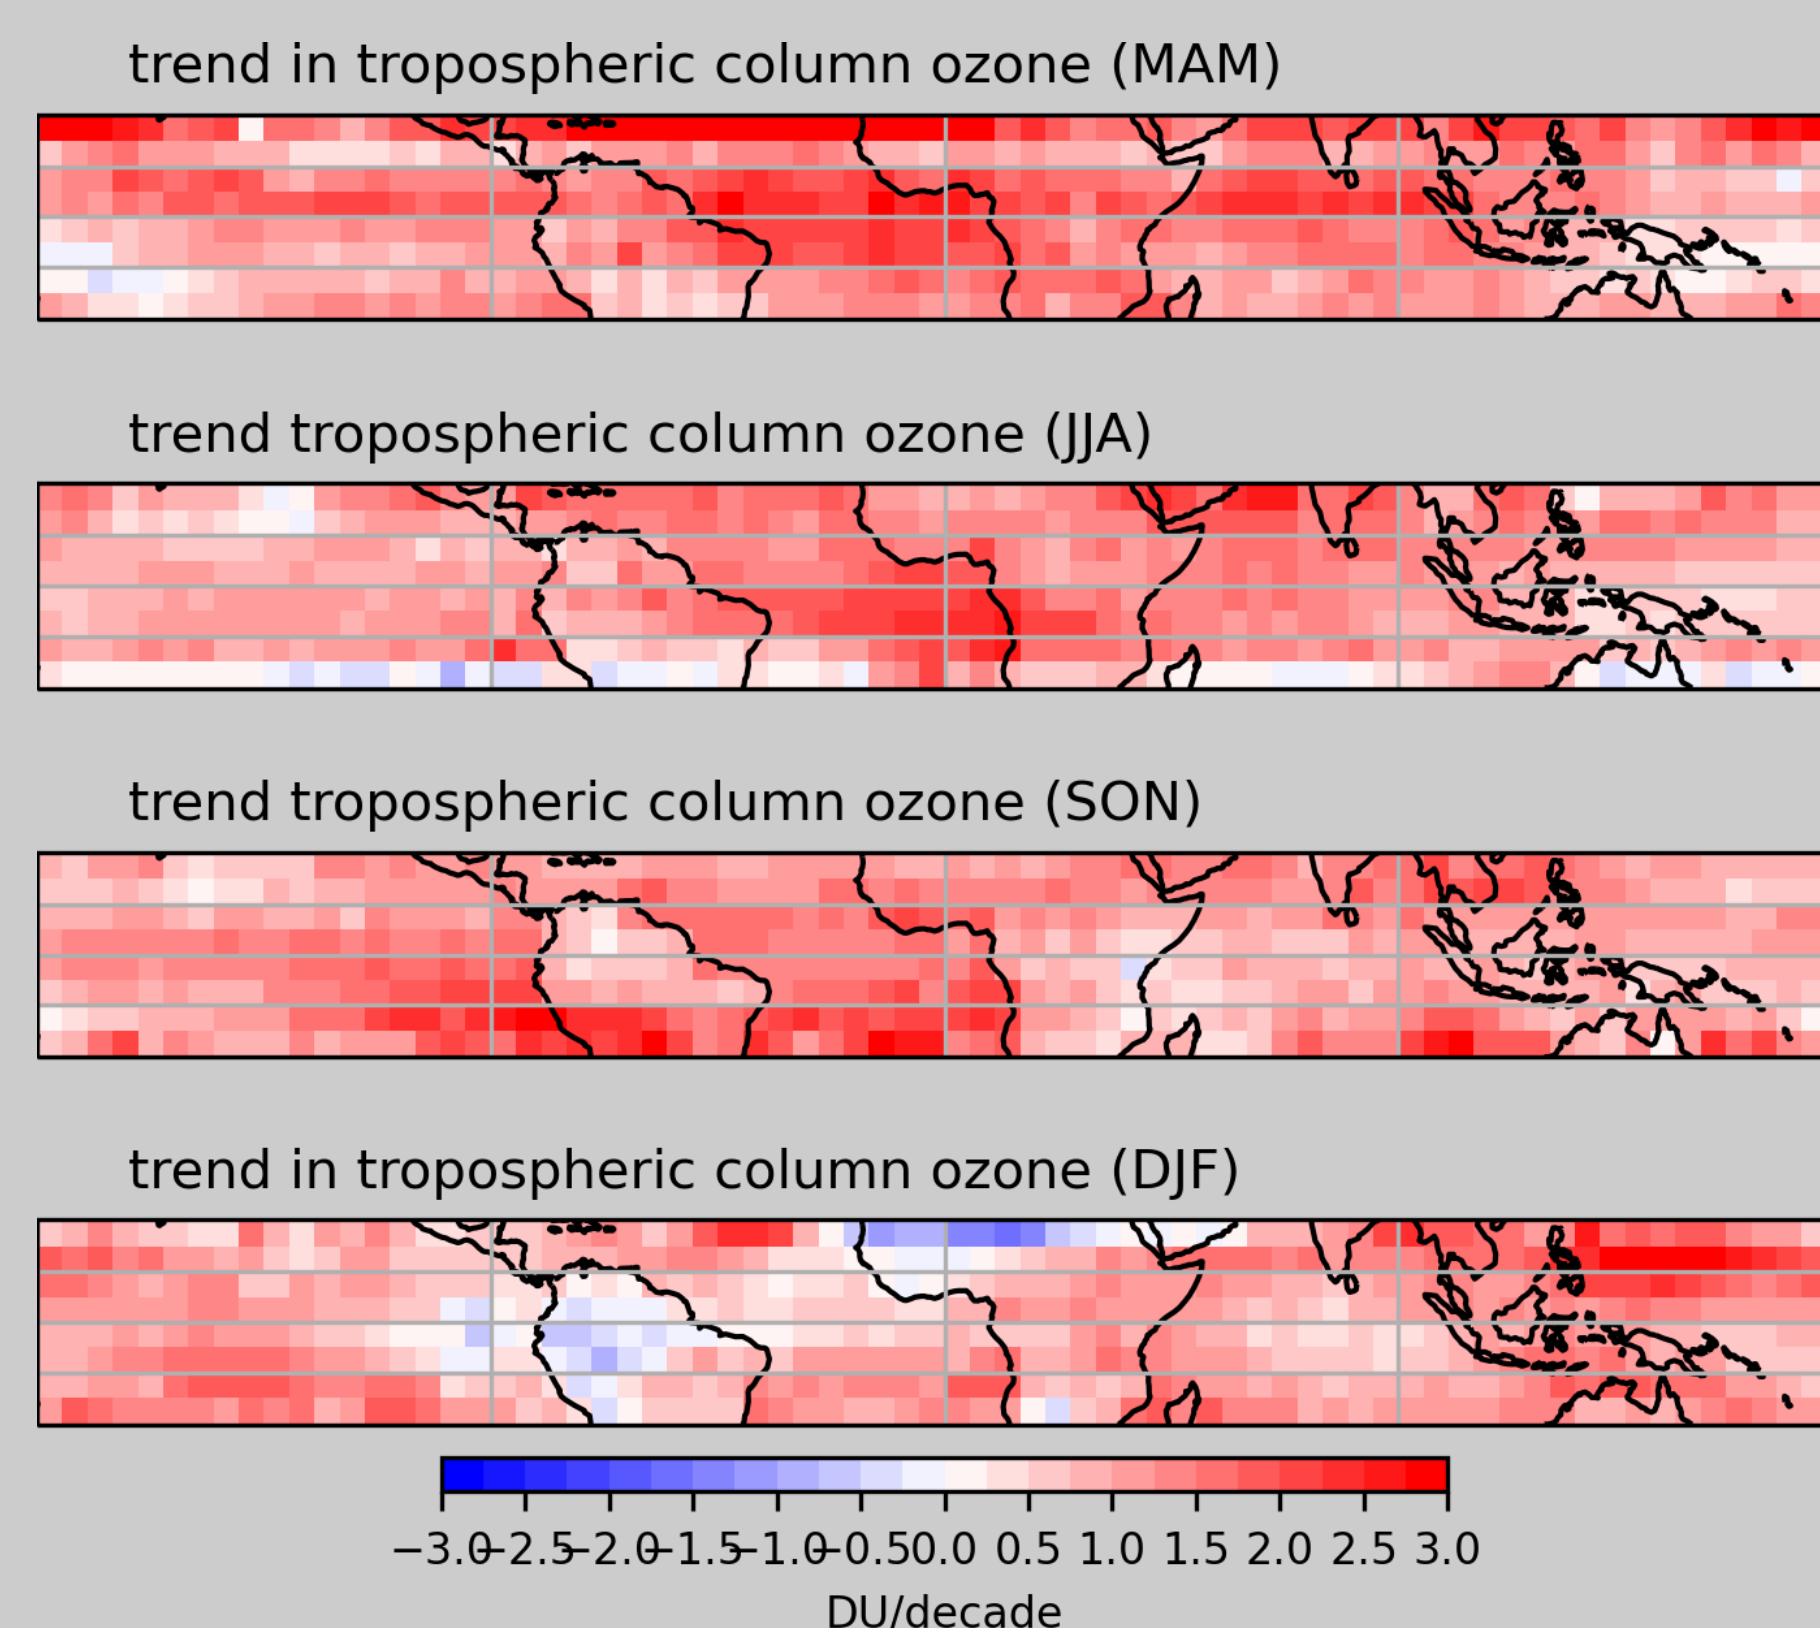 trend in tropospheric column ozone (MAM)
trend tropospheric column ozone (JJA)
trend tropospheric column ozone (SON)
trend in tropospheric column ozone (DJF)
−3.0 −2.5 −2.0 −1.5 −1.0 −0.5 0.0 0.5 1.0 1.5 2.0 2.5 3.0
DU/decade